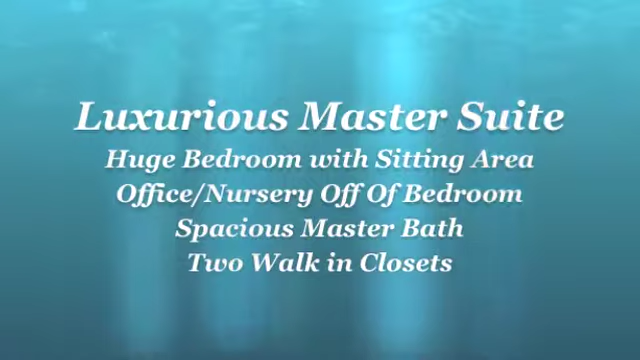 Luxurious Master Suite
Huge Bedroom with Sitting Area
Office/Nursery Off Of Bedroom
Spacious Master Bath
Two Walk in Closets